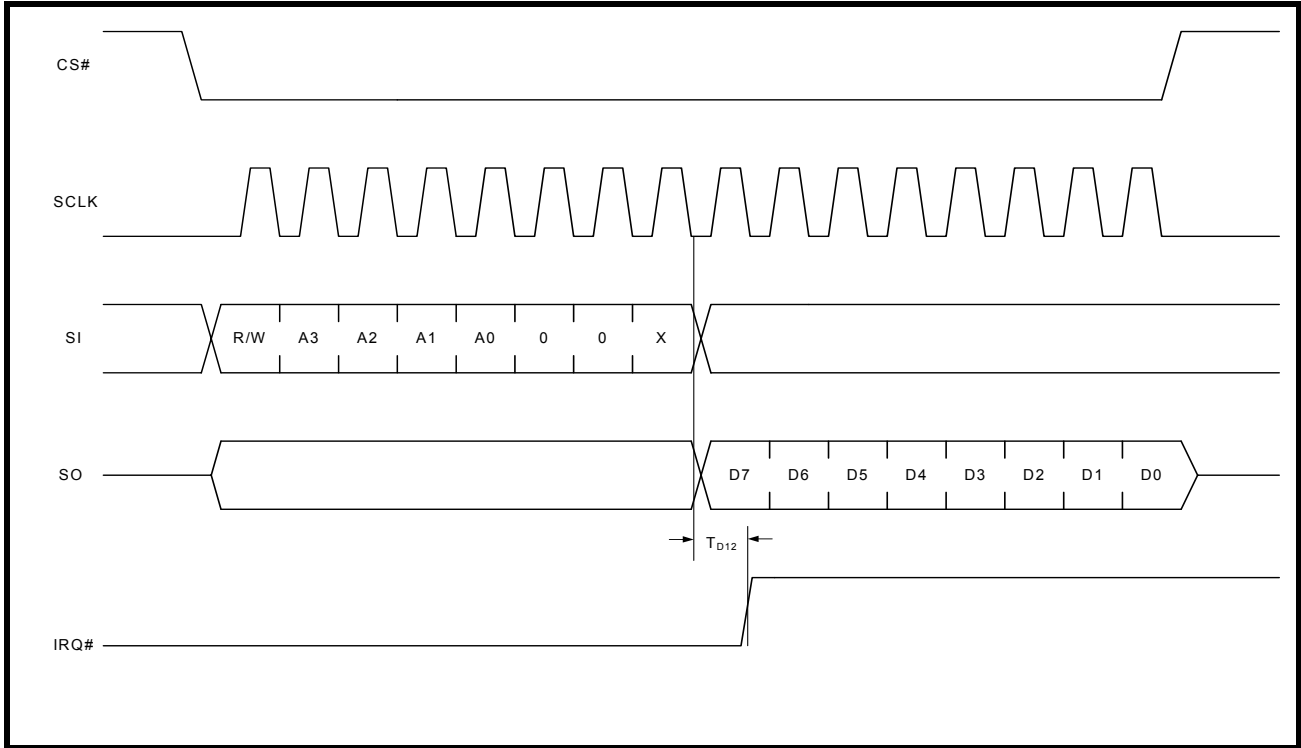 CS#
SCLK
SI R/W A3 A2 A1 A0 0 0 X
SO D7 D6 D5 D4 D3 D2 D1 D0
TD12
IRQ#